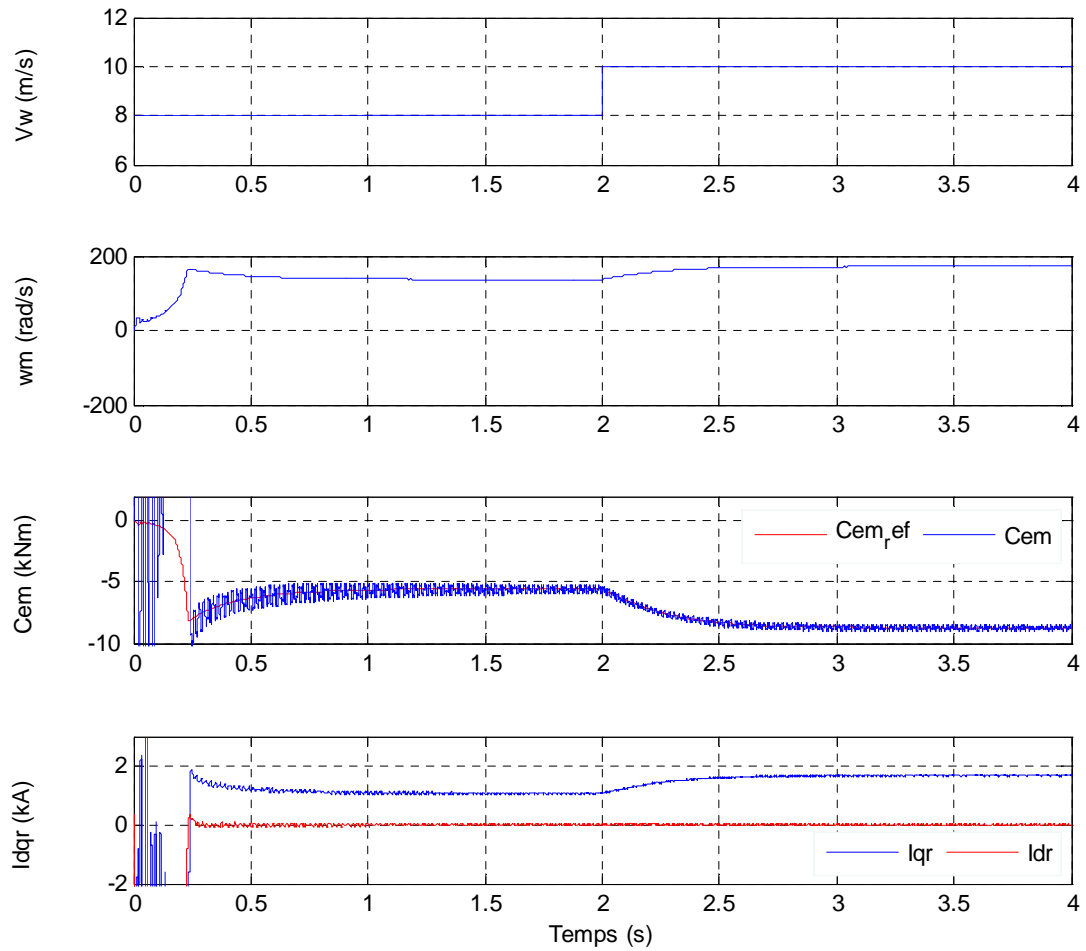 12
10
8
6
Vw (m/s)
0 0.5 1 1.5 2 2.5 3 3.5 4
200
0
-200
wm (rad/s)
0 0.5 1 1.5 2 2.5 3 3.5 4
0
-5
-10
Cem (kNm)
Cem_ref Cem
0 0.5 1 1.5 2 2.5 3 3.5 4
2
0
-2
Idqr (kA)
Iqr Idr
0 0.5 1 1.5 2 2.5 3 3.5 4
Temps (s)